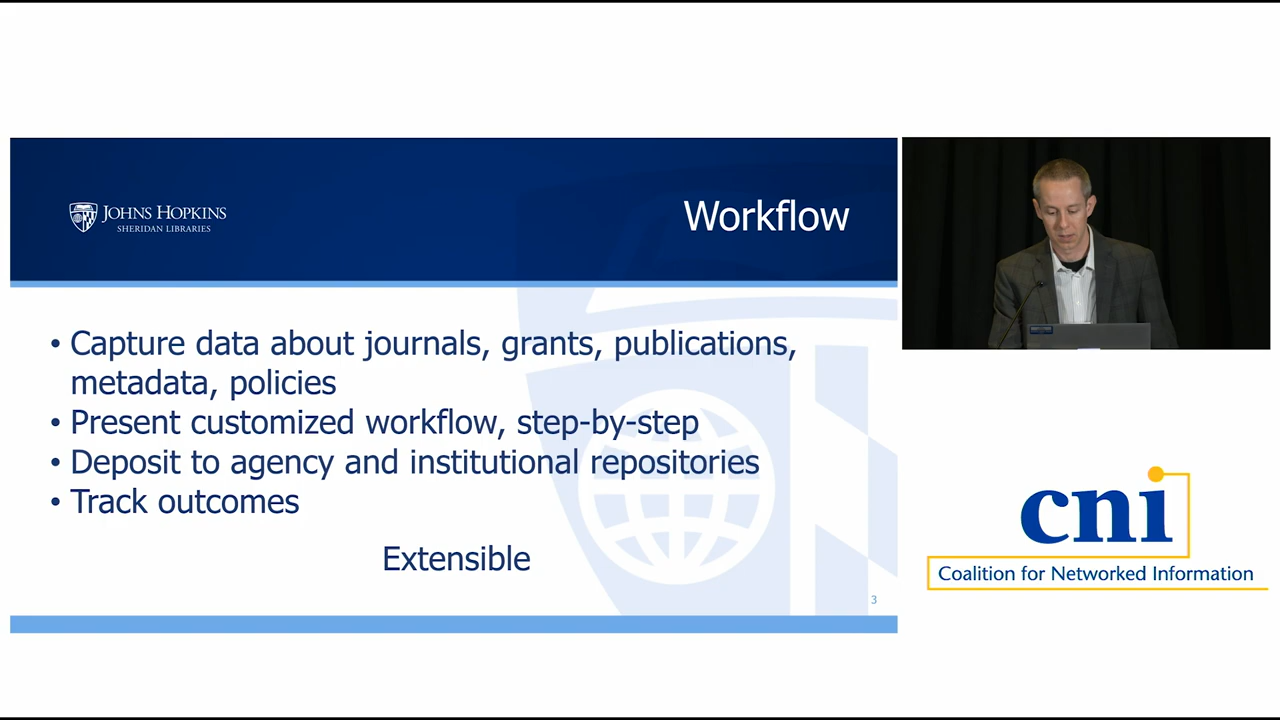 JOHNS HOPKINS
SHERIDAN LIBRARIES
Workflow
• Capture data about journals, grants, publications,
metadata, policies
• Present customized workflow, step-by-step
• Deposit to agency and institutional repositories
• Track outcomes
Extensible
3
cni
Coalition for Networked Information